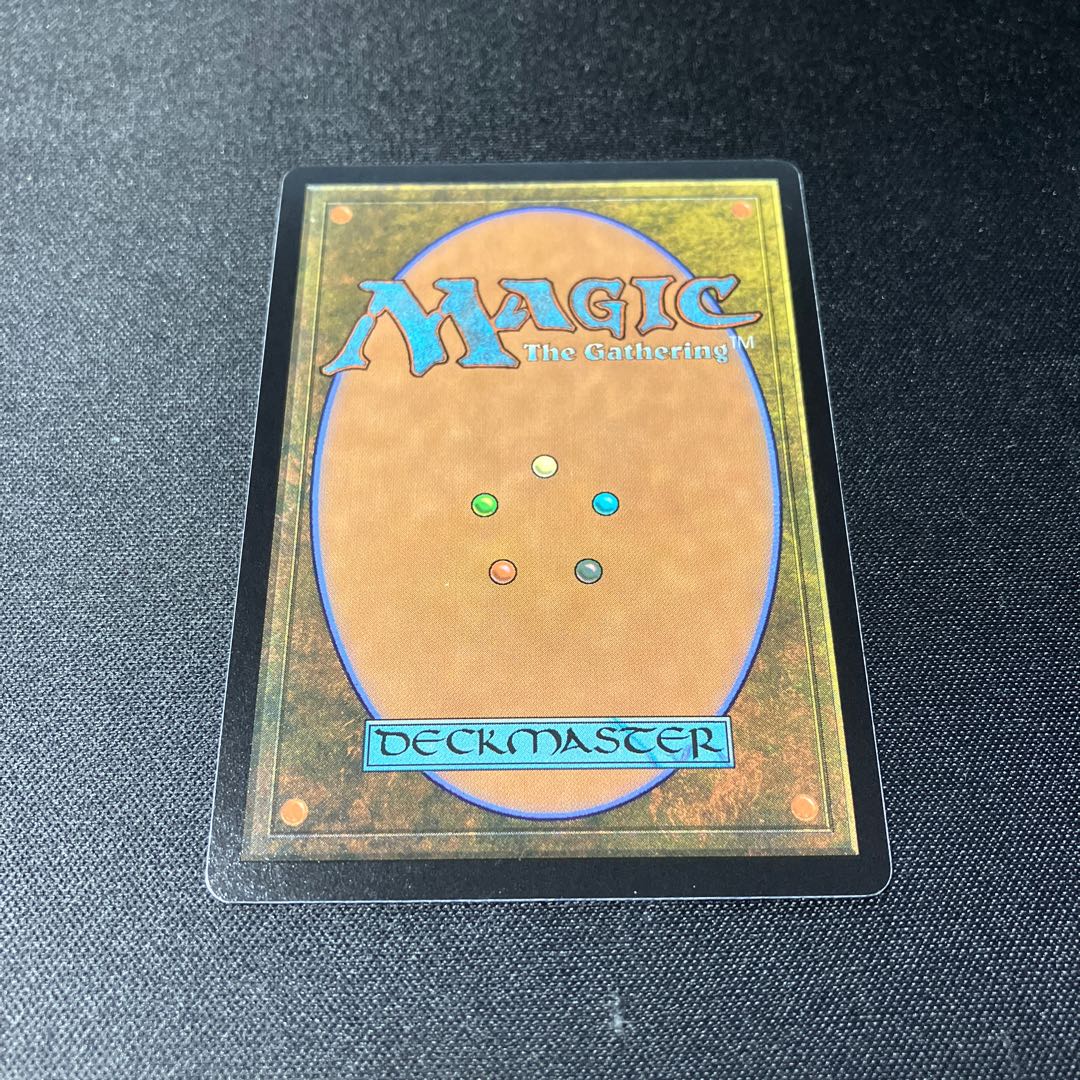 MAGIC
The Gathering™
DECKMASTER